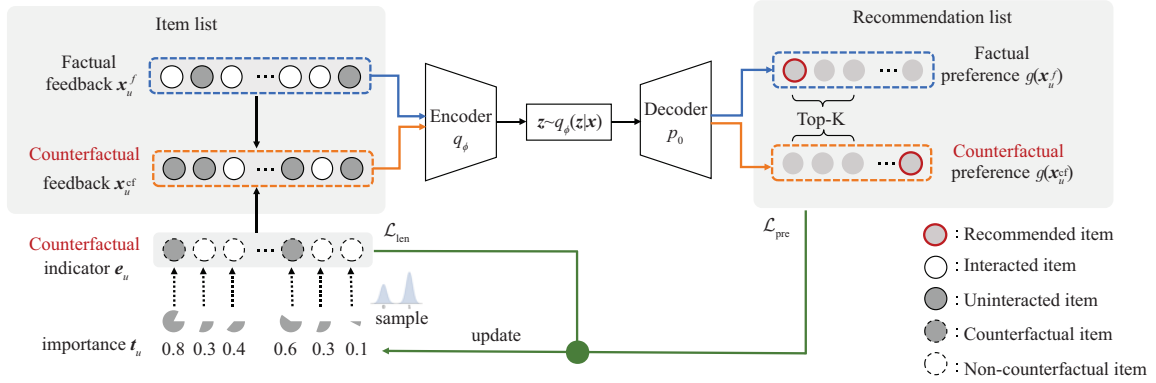 Item list
Recommendation list
Factual
feedback x_u^f
Counterfactual
feedback x_u^cf
Counterfactual
indicator e_u
importance t_u
0.8 0.3 0.4 0.6 0.3 0.1
sample
Encoder
q_ϕ
z~q_ϕ(z|x)
Decoder
p_0
Factual
preference g(x_u^f)
Top-K
Counterfactual
preference g(x_u^cf)
ℒ_len
ℒ_pre
update
: Recommended item
: Interacted item
: Uninteracted item
: Counterfactual item
: Non-counterfactual item